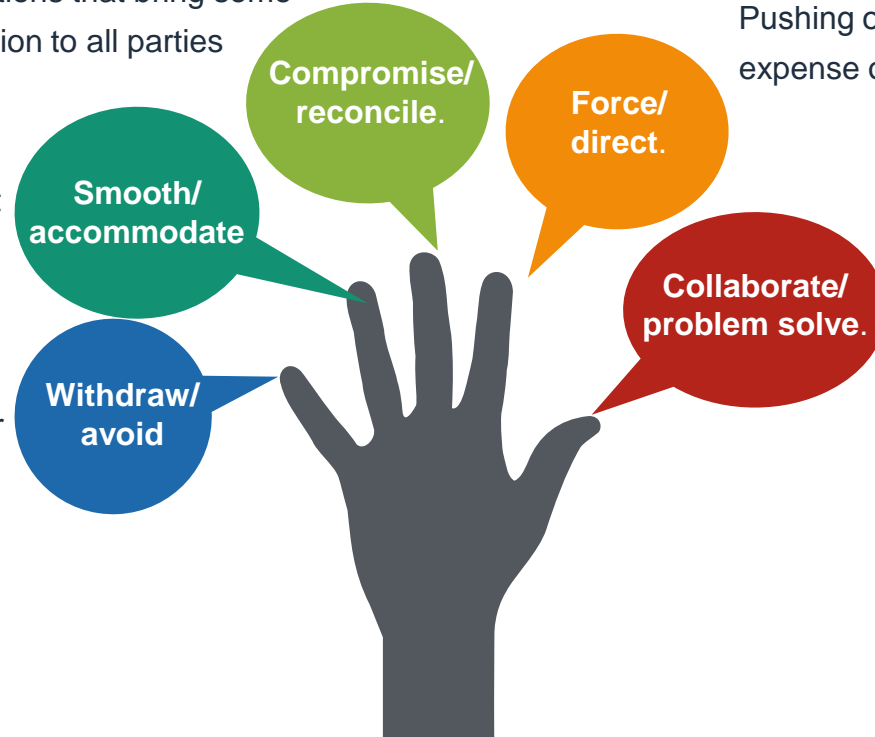 tions that bring some
ion to all parties
Pushing
expense
Compromise/
reconcile.
Force/
direct.
Smooth/
accommodate
Collaborate/
problem solve.
Withdraw/
avoid